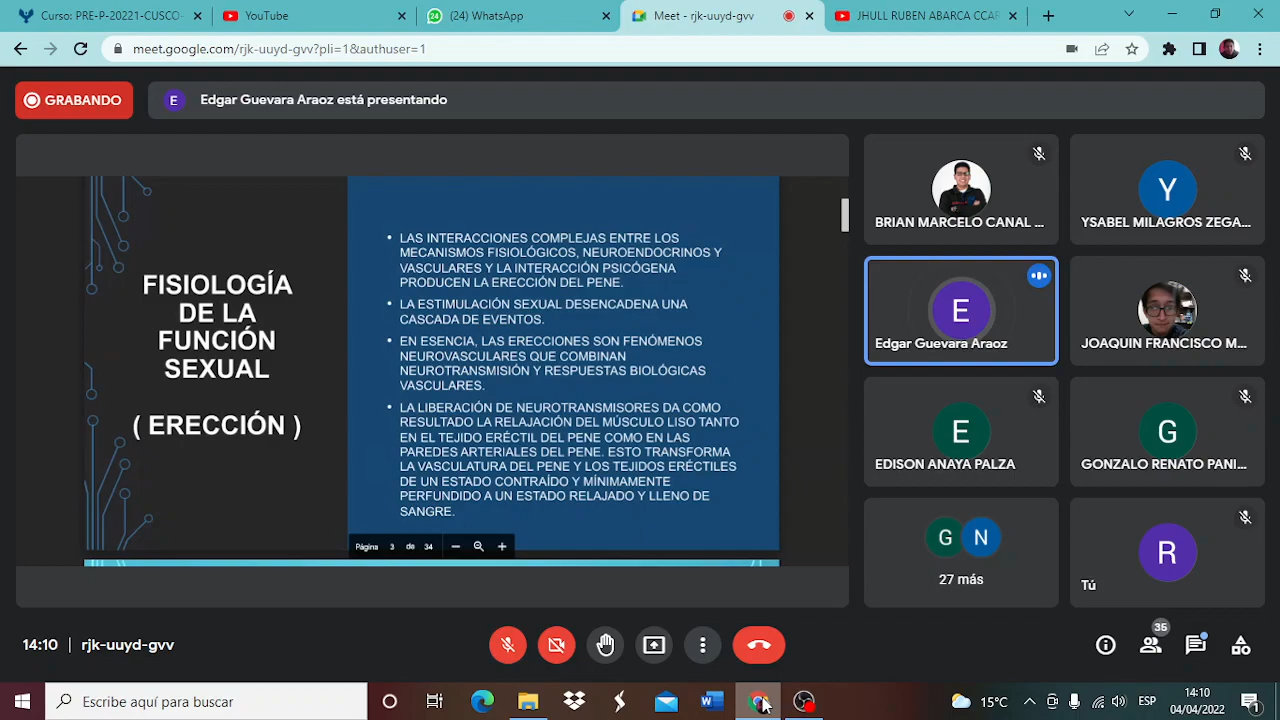 Curso: PRE-P-20221-CUSCO-
YouTube
(24) WhatsApp
Meet - rjk-uuyd-gvv
JHULL RUBEN ABARCA CCAR
meet.google.com/rjk-uuyd-gvv?pli=1&authuser=1
GRABANDO
E
Edgar Guevara Araoz está presentando
FISIOLOGÍA
DE LA
FUNCIÓN
SEXUAL
( ERECCIÓN )
• LAS INTERACCIONES COMPLEJAS ENTRE LOS
MECANISMOS FISIOLÓGICOS, NEUROENDOCRINOS Y
VASCULARES Y LA INTERACCIÓN PSICÓGENA
PRODUCEN LA ERECCIÓN DEL PENE.
• LA ESTIMULACIÓN SEXUAL DESENCADENA UNA
CASCADA DE EVENTOS.
• EN ESENCIA, LAS ERECCIONES SON FENÓMENOS
NEUROVASCULARES QUE COMBINAN
NEUROTRANSMISIÓN Y RESPUESTAS BIOLÓGICAS
VASCULARES.
• LA LIBERACIÓN DE NEUROTRANSMISORES DA COMO
RESULTADO LA RELAJACIÓN DEL MÚSCULO LISO TANTO
EN EL TEJIDO ERÉCTIL DEL PENE COMO EN LAS
PAREDES ARTERIALES DEL PENE. ESTO TRANSFORMA
LA VASCULATURA DEL PENE Y LOS TEJIDOS ERÉCTILES
DE UN ESTADO CONTRAÍDO Y MÍNIMAMENTE
PERFUNDIDO A UN ESTADO RELAJADO Y LLENO DE
SANGRE.
Página 3 de 34
BRIAN MARCELO CANAL ...
Y
YSABEL MILAGROS ZEGA...
E
Edgar Guevara Araoz
JOAQUIN FRANCISCO M...
E
EDISON ANAYA PALZA
G
GONZALO RENATO PANI...
G N
27 más
R
Tú
14:10 | rjk-uuyd-gvv
35
Escribe aquí para buscar
15°C
ESP
14:10
04/04/2022
1